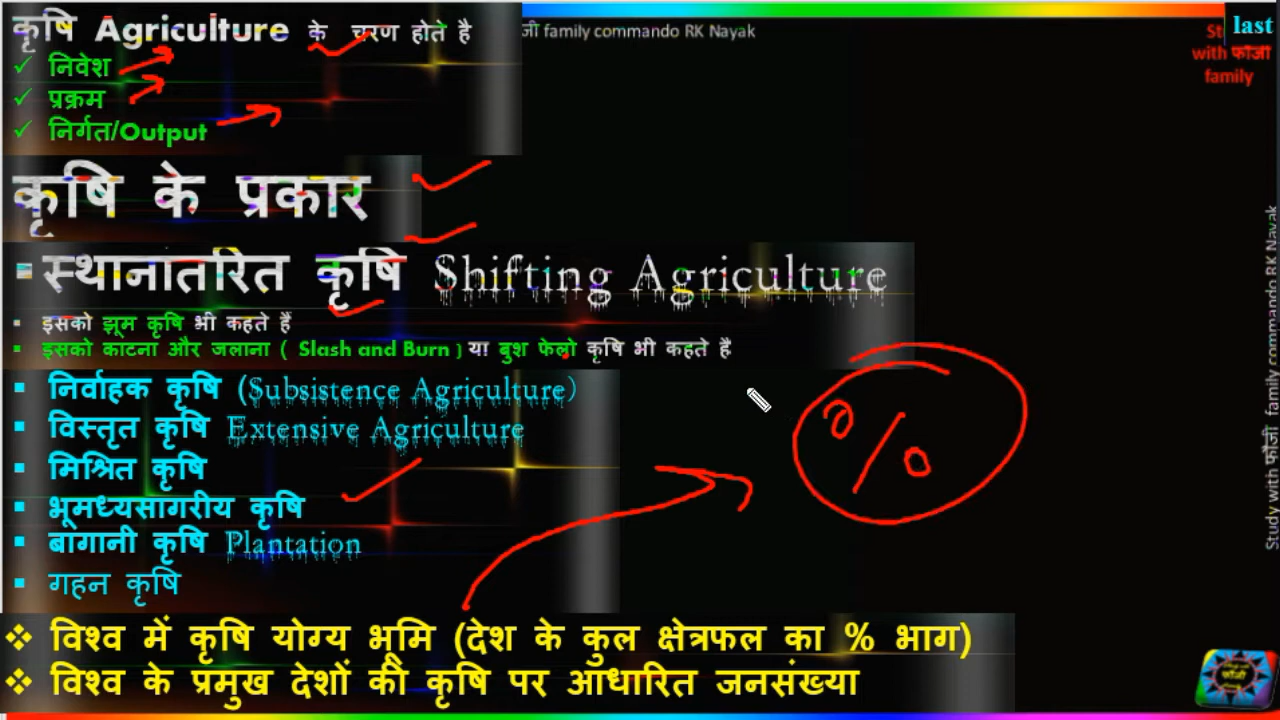 कृषि Agriculture के चरण होते है
जी family commando RK Nayak
last
with फौजी
family
निवेश
प्रक्रम
निर्गत/Output
कृषि के प्रकार
स्थानातरित कृषि Shifting Agriculture
इसको झूम कृषि भी कहते हैं
इसको काटना और जलाना ( Slash and Burn ) या बुश फेलो कृषि भी कहते है
निर्वाहक कृषि (Subsistence Agriculture)
विस्तृत कृषि Extensive Agriculture
मिश्रित कृषि
भूमध्यसागरीय कृषि
बागानी कृषि Plantation
गहन कृषि
%
विश्व में कृषि योग्य भूमि (देश के कुल क्षेत्रफल का % भाग)
विश्व के प्रमुख देशों की कृषि पर आधारित जनसंख्या
Study with फौजी family commando RK Nayak